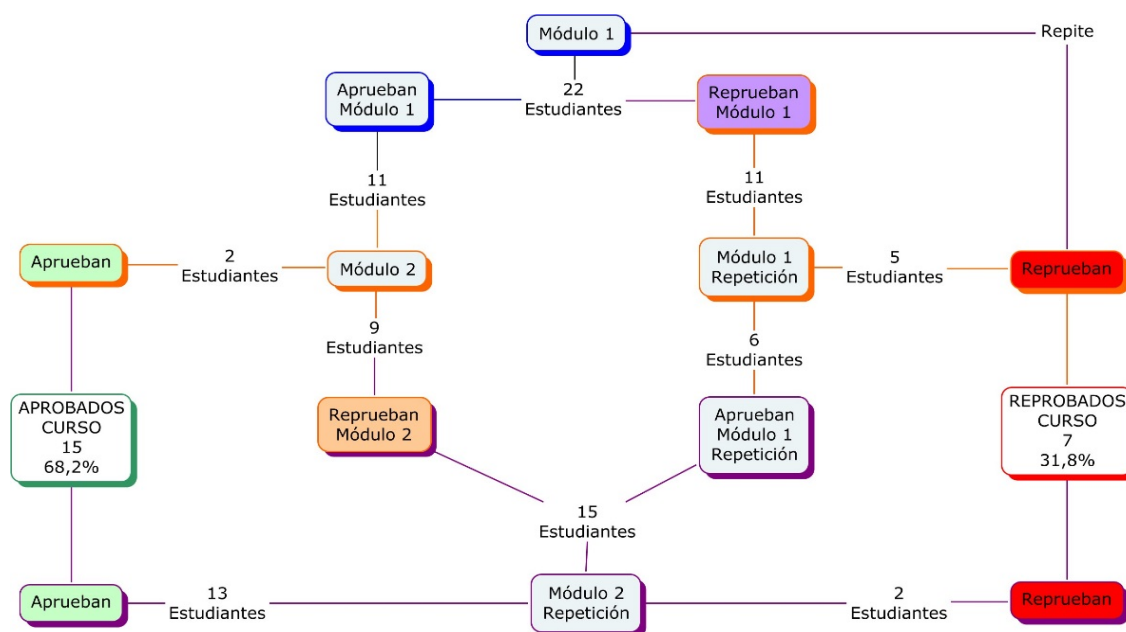 Módulo 1
Repite
22
Estudiantes
Aprueban
Módulo 1
Reprueban
Módulo 1
11
Estudiantes
11
Estudiantes
Aprueban
2
Estudiantes
Módulo 2
Módulo 1
Repetición
5
Estudiantes
Reprueban
9
Estudiantes
6
Estudiantes
APROBADOS
CURSO
15
68,2%
Reprueban
Módulo 2
Aprueban
Módulo 1
Repetición
REPROBADOS
CURSO
7
31,8%
15
Estudiantes
Aprueban
13
Estudiantes
Módulo 2
Repetición
2
Estudiantes
Reprueban